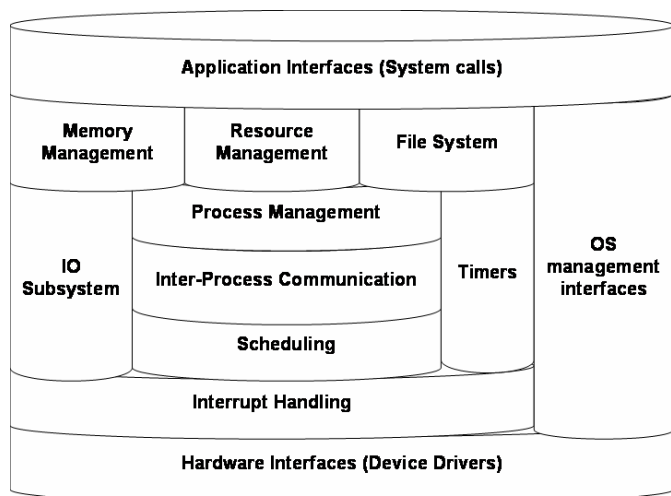 Application Interfaces (System calls)
Memory
Management
Resource
Management
File System
Process Management
IO
Subsystem
Inter-Process Communication
Timers
OS
management
interfaces
Scheduling
Interrupt Handling
Hardware Interfaces (Device Drivers)